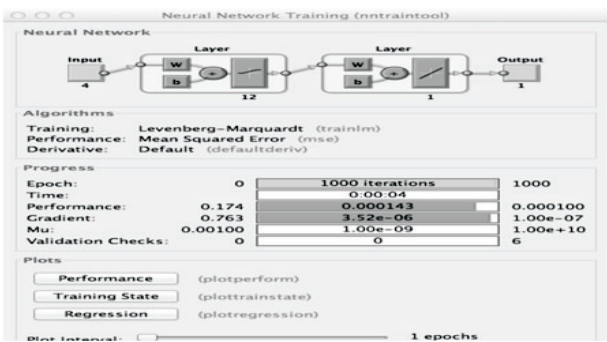 Neural Network Training (nntraintool)
Neural Network
Layer Layer
Input Output
W W
b b
+ +
4 12 1 1
Algorithms
Training: Levenberg-Marquardt (trainlm)
Performance: Mean Squared Error (mse)
Derivative: Default (defaultderiv)
Progress
Epoch: 0 1000 iterations 1000
Time: 0:00:04
Performance: 0.174 0.000143 0.000100
Gradient: 0.763 3.52e-06 1.00e-07
Mu: 0.00100 1.00e-09 1.00e+10
Validation Checks: 0 0 6
Plots
Performance (plotperform)
Training State (plottrainstate)
Regression (plotregression)
Plot Interval: 1 epochs